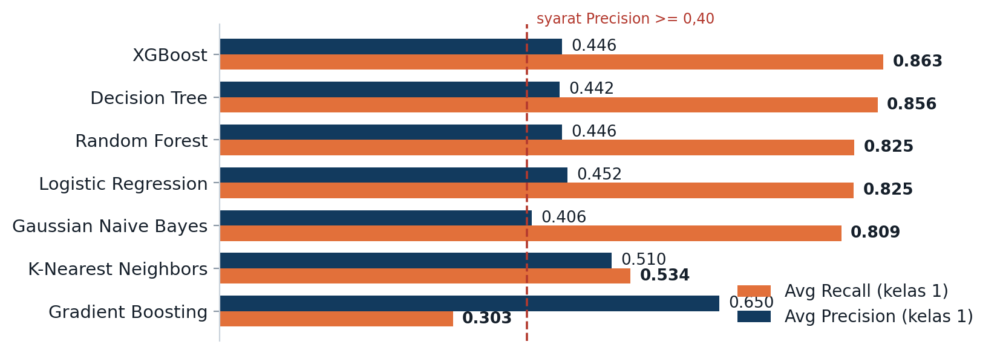 syarat Precision >= 0,40
XGBoost
0.446
0.863
Decision Tree
0.442
0.856
Random Forest
0.446
0.825
Logistic Regression
0.452
0.825
Gaussian Naive Bayes
0.406
0.809
K-Nearest Neighbors
0.510
0.534
Gradient Boosting
0.650
0.303
Avg Recall (kelas 1)
Avg Precision (kelas 1)